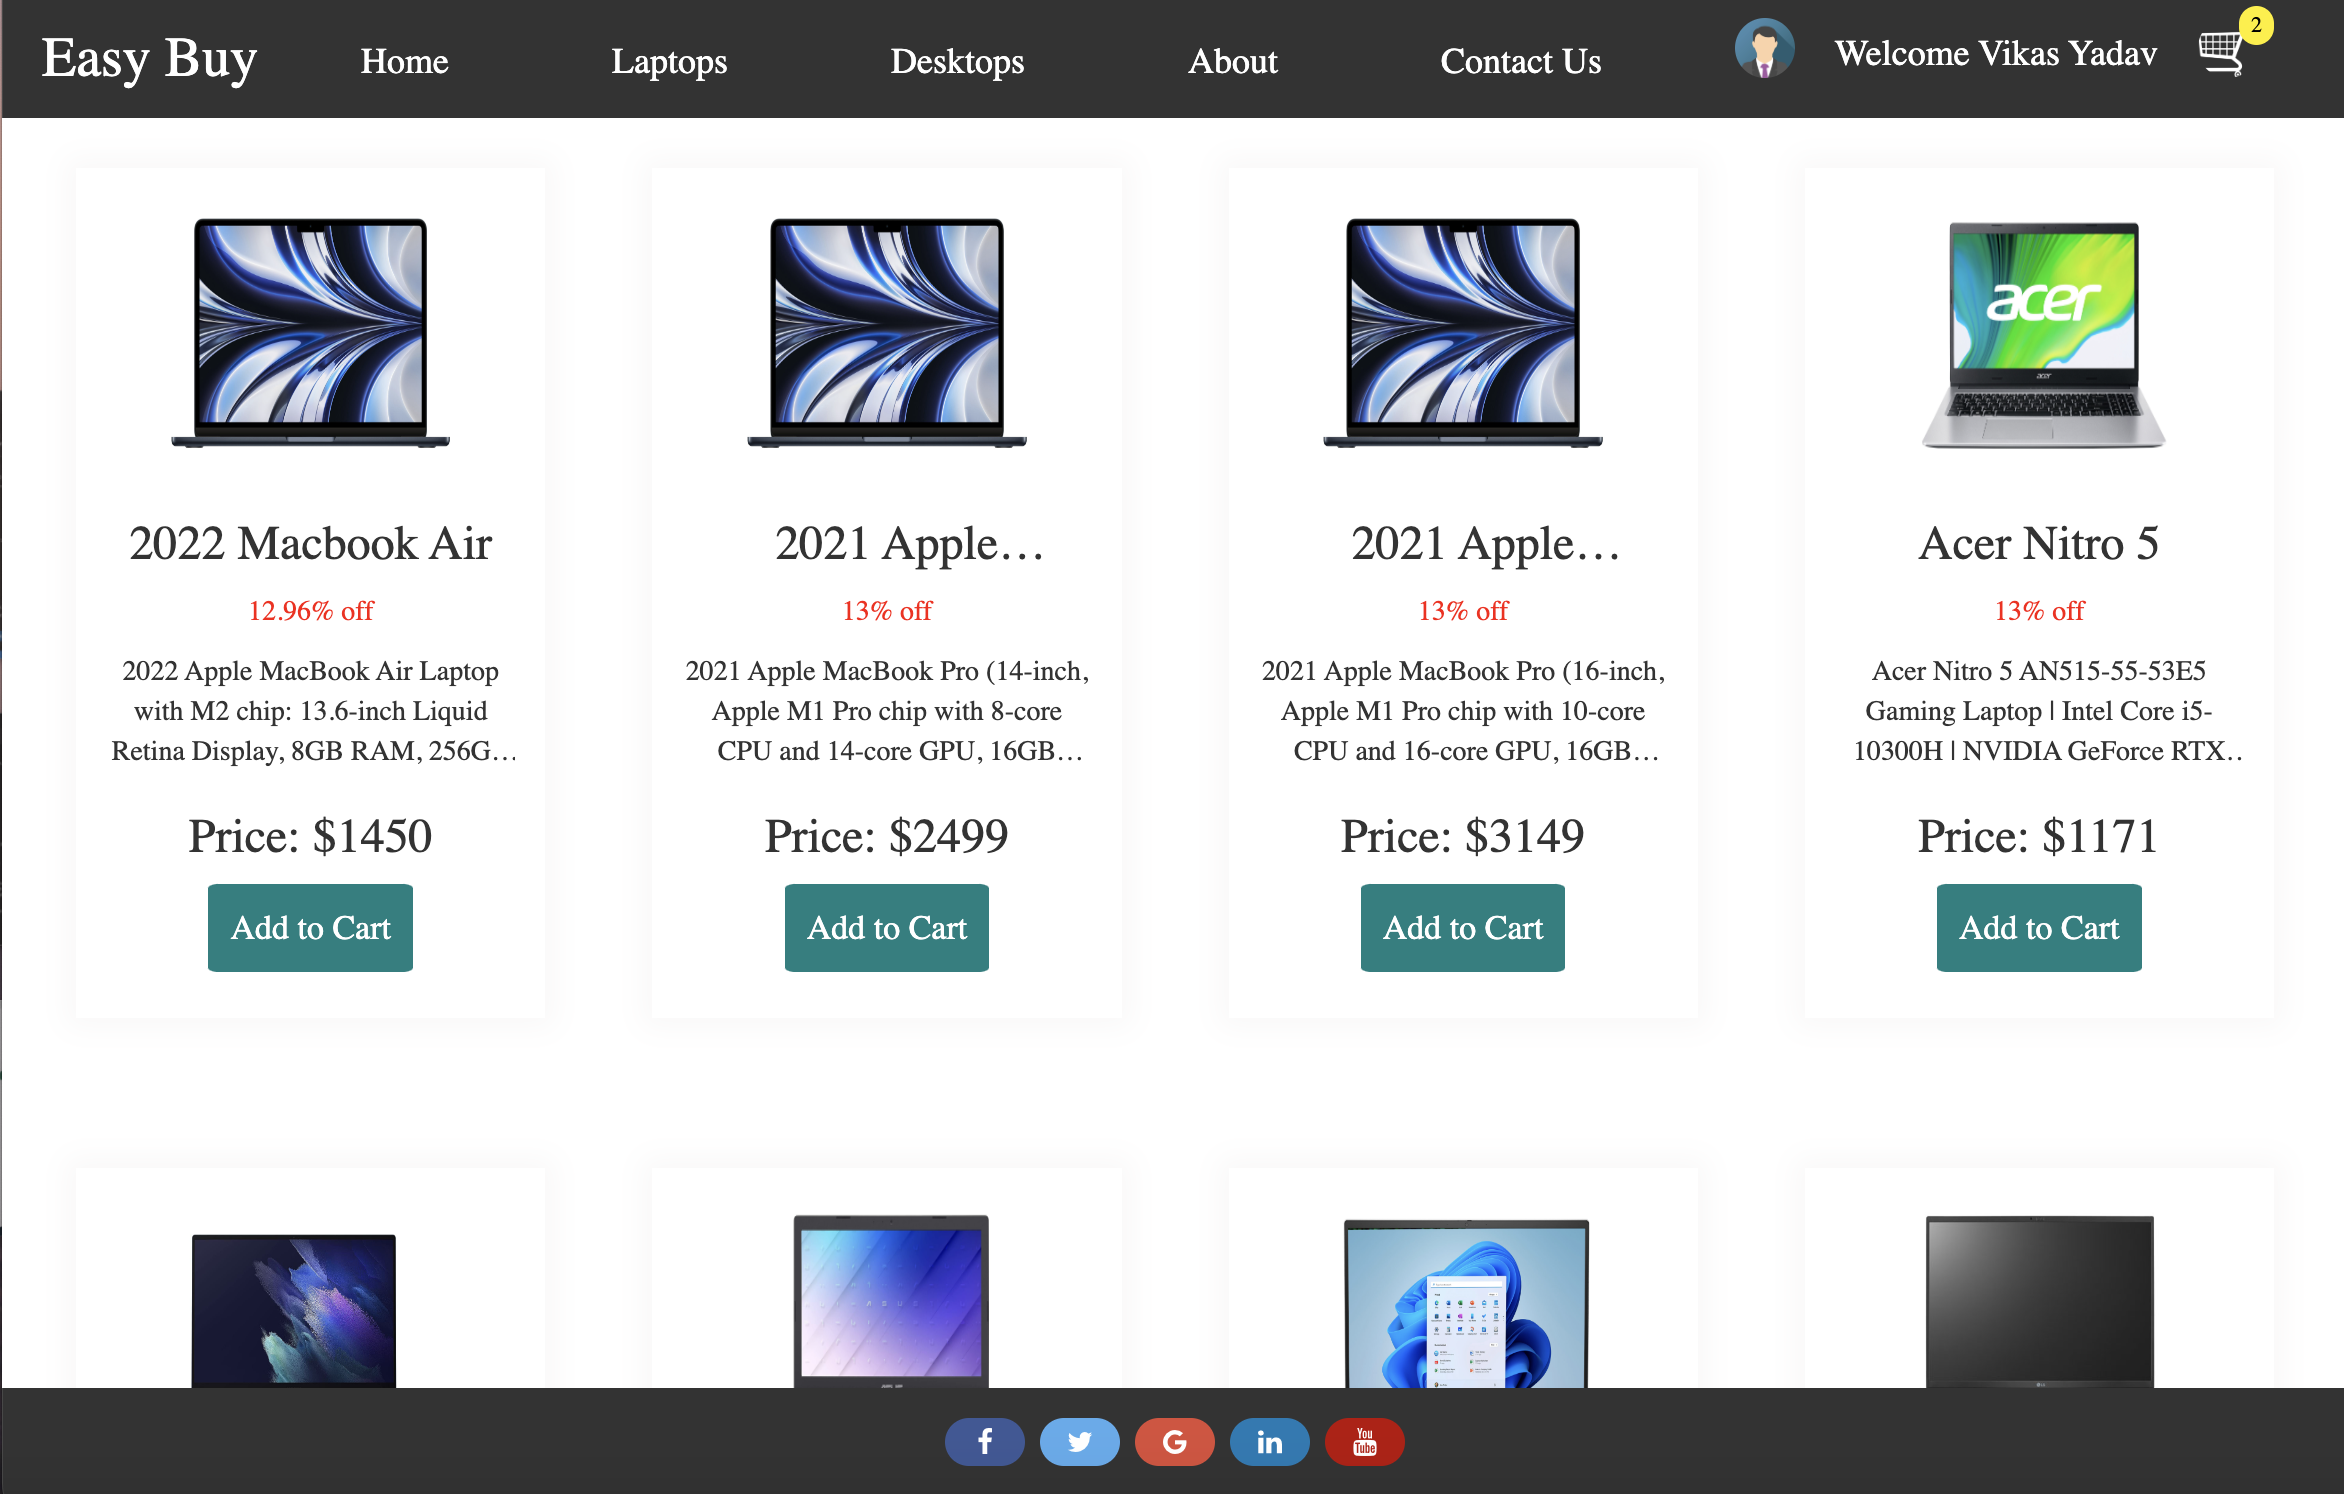 Easy Buy
Home
Laptops
Desktops
About
Contact Us
Welcome Vikas Yadav
2
acer
acer
2022 Macbook Air
12.96% off
2022 Apple MacBook Air Laptop
with M2 chip: 13.6-inch Liquid
Retina Display, 8GB RAM, 256G…
Price: $1450
Add to Cart
2021 Apple…
13% off
2021 Apple MacBook Pro (14-inch,
Apple M1 Pro chip with 8-core
CPU and 14-core GPU, 16GB…
Price: $2499
Add to Cart
2021 Apple…
13% off
2021 Apple MacBook Pro (16-inch,
Apple M1 Pro chip with 10-core
CPU and 16-core GPU, 16GB…
Price: $3149
Add to Cart
Acer Nitro 5
13% off
Acer Nitro 5 AN515-55-53E5
Gaming Laptop | Intel Core i5-
10300H | NVIDIA GeForce RTX..
Price: $1171
Add to Cart
ASUS
f
G
in
You
Tube